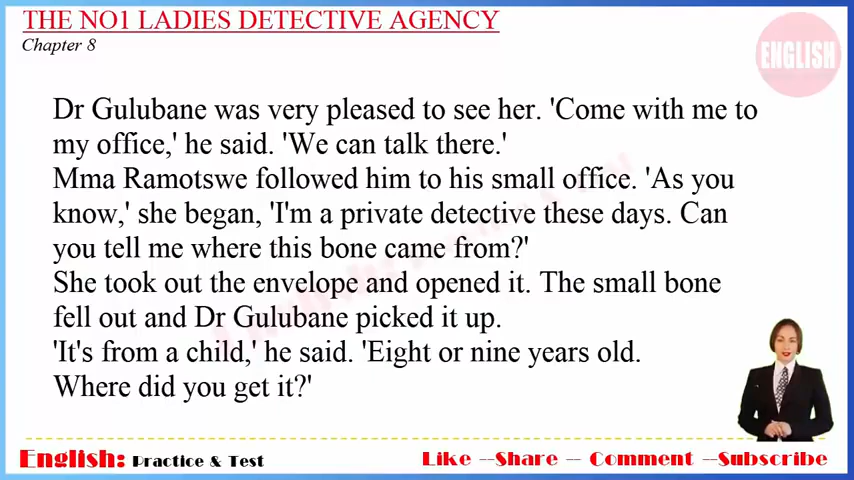 THE NO1 LADIES DETECTIVE AGENCY
Chapter 8
ENGLISH
Dr Gulubane was very pleased to see her. 'Come with me to
my office,' he said. 'We can talk there.'
Mma Ramotswe followed him to his small office. 'As you
know,' she began, 'I'm a private detective these days. Can
you tell me where this bone came from?'
She took out the envelope and opened it. The small bone
fell out and Dr Gulubane picked it up.
'It's from a child,' he said. 'Eight or nine years old.
Where did you get it?'
English: Practice & Test
Like --Share -- Comment --Subscribe